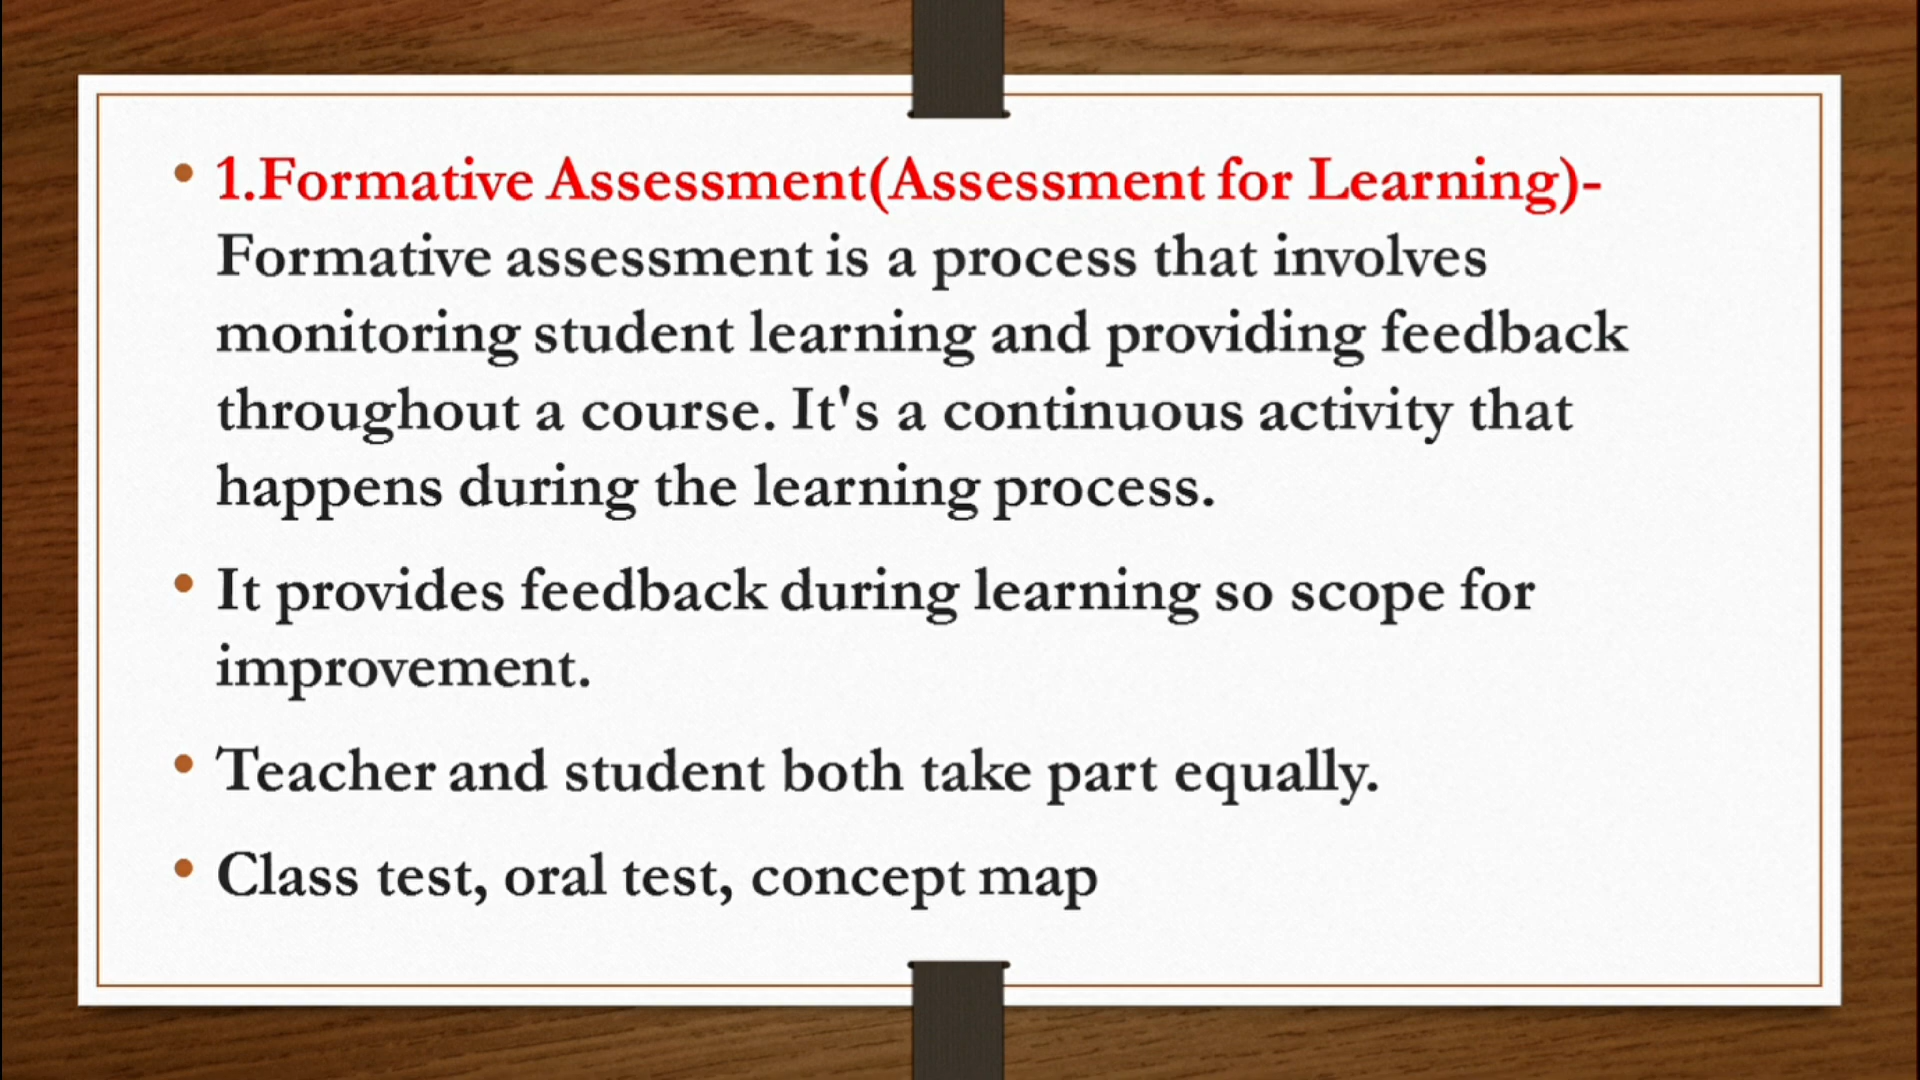 • 1.Formative Assessment(Assessment for Learning)-
Formative assessment is a process that involves
monitoring student learning and providing feedback
throughout a course. It's a continuous activity that
happens during the learning process.
• It provides feedback during learning so scope for
improvement.
• Teacher and student both take part equally.
• Class test, oral test, concept map